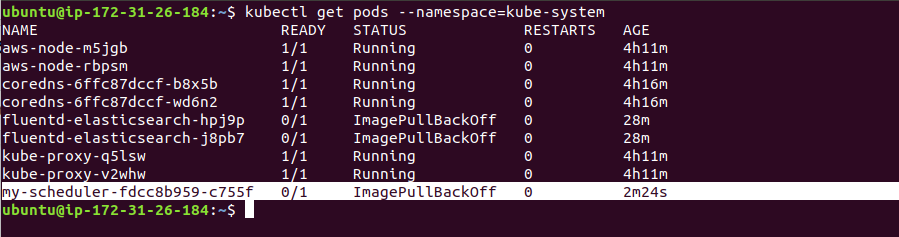 ubuntu@ip-172-31-26-184:~$ kubectl get pods --namespace=kube-system
NAME READY STATUS RESTARTS AGE
aws-node-m5jgb 1/1 Running 0 4h11m
aws-node-rbpsm 1/1 Running 0 4h11m
coredns-6ffc87dccf-b8x5b 1/1 Running 0 4h16m
coredns-6ffc87dccf-wd6n2 1/1 Running 0 4h16m
fluentd-elasticsearch-hpj9p 0/1 ImagePullBackOff 0 28m
fluentd-elasticsearch-j8pb7 0/1 ImagePullBackOff 0 28m
kube-proxy-q5lsw 1/1 Running 0 4h11m
kube-proxy-v2whw 1/1 Running 0 4h11m
my-scheduler-fdcc8b959-c755f 0/1 ImagePullBackOff 0 2m24s
ubuntu@ip-172-31-26-184:~$